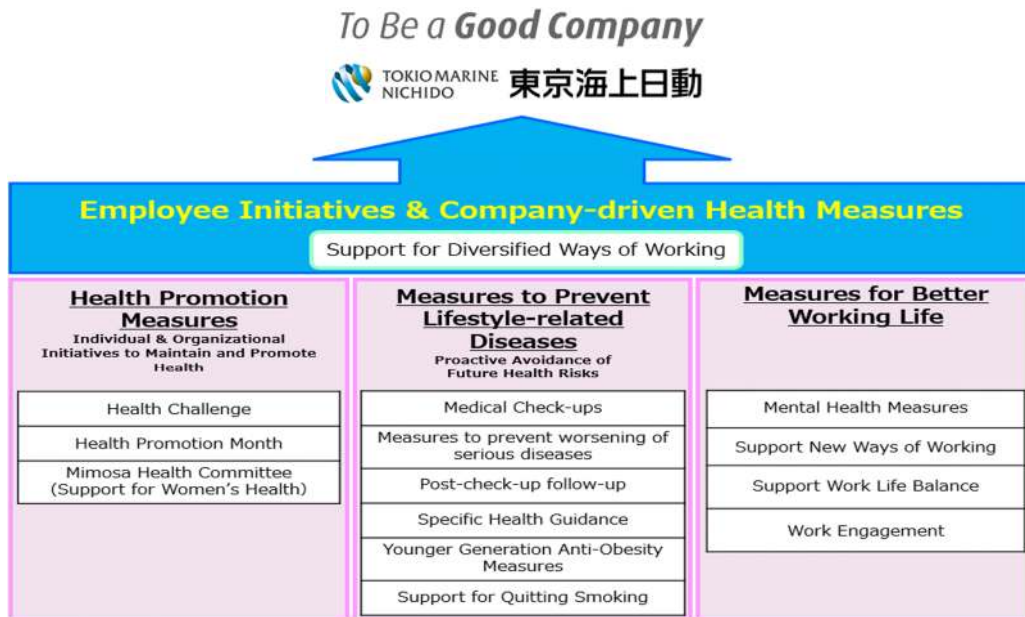 To Be a Good Company
TOKIO MARINE
NICHIDO
東京海上日動
Employee Initiatives & Company-driven Health Measures
Support for Diversified Ways of Working
Health Promotion
Measures
Individual & Organizational
Initiatives to Maintain and Promote
Health
Health Challenge
Health Promotion Month
Mimosa Health Committee
(Support for Women's Health)
Measures to Prevent
Lifestyle-related
Diseases
Proactive Avoidance of
Future Health Risks
Medical Check-ups
Measures to prevent worsening of
serious diseases
Post-check-up follow-up
Specific Health Guidance
Younger Generation Anti-Obesity
Measures
Support for Quitting Smoking
Measures for Better
Working Life
Mental Health Measures
Support New Ways of Working
Support Work Life Balance
Work Engagement